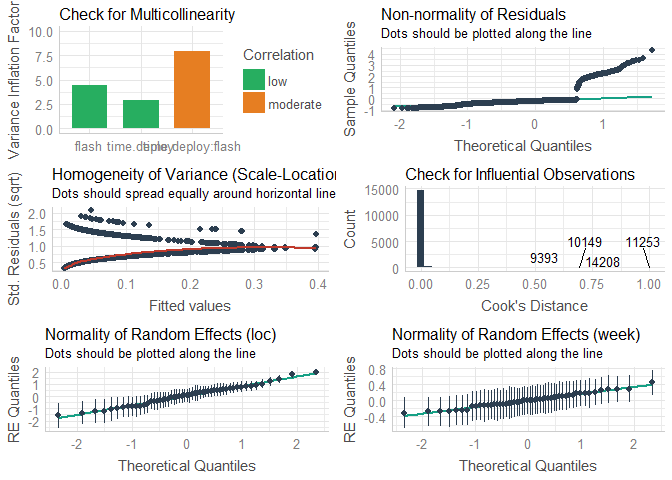 Check for Multicollinearity
Variance Inflation Factor
10.0
7.5
5.0
2.5
0.0
flash
time.deploy
time.deploy:flash
Correlation
low
moderate
Non-normality of Residuals
Dots should be plotted along the line
Sample Quantiles
4
3
2
1
0
-1
-2
-1
0
1
Theoretical Quantiles
Homogeneity of Variance (Scale-Location
Dots should spread equally around horizontal line
Std. Residuals (sqrt)
2.0
1.5
1.0
0.5
0.0
0.1
0.2
0.3
0.4
Fitted values
Check for Influential Observations
Count
15000
10000
5000
0
9393
10149
14208
11253
0.00
0.25
0.50
0.75
1.00
Cook's Distance
Normality of Random Effects (loc)
Dots should be plotted along the line
RE Quantiles
2
1
0
-1
-2
-2
-1
0
1
2
Theoretical Quantiles
Normality of Random Effects (week)
Dots should be plotted along the line
RE Quantiles
0.8
0.4
0.0
-0.4
-2
-1
0
1
2
Theoretical Quantiles